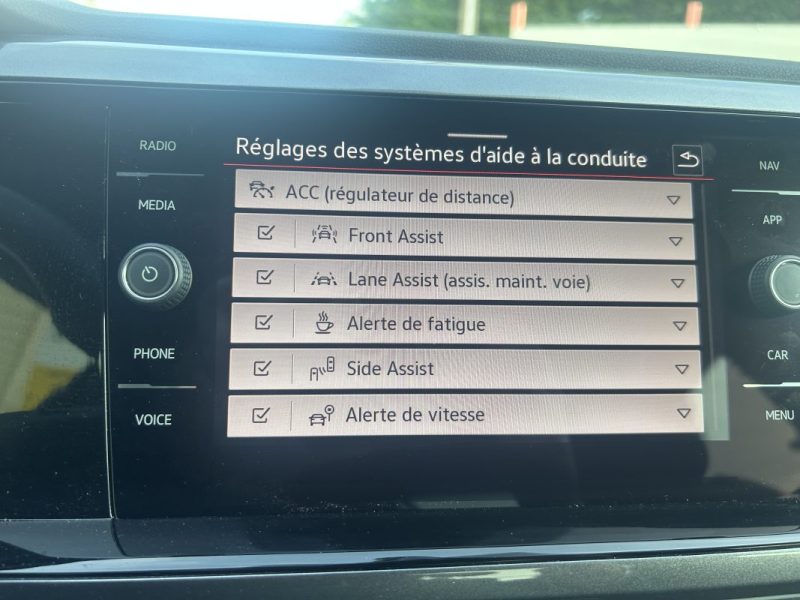 Réglages des systèmes d'aide à la conduite
RADIO
MEDIA
PHONE
VOICE
ACC (régulateur de distance)
Front Assist
Lane Assist (assis. maint. voie)
Alerte de fatigue
Side Assist
Alerte de vitesse
NAV
APP
CAR
MENU